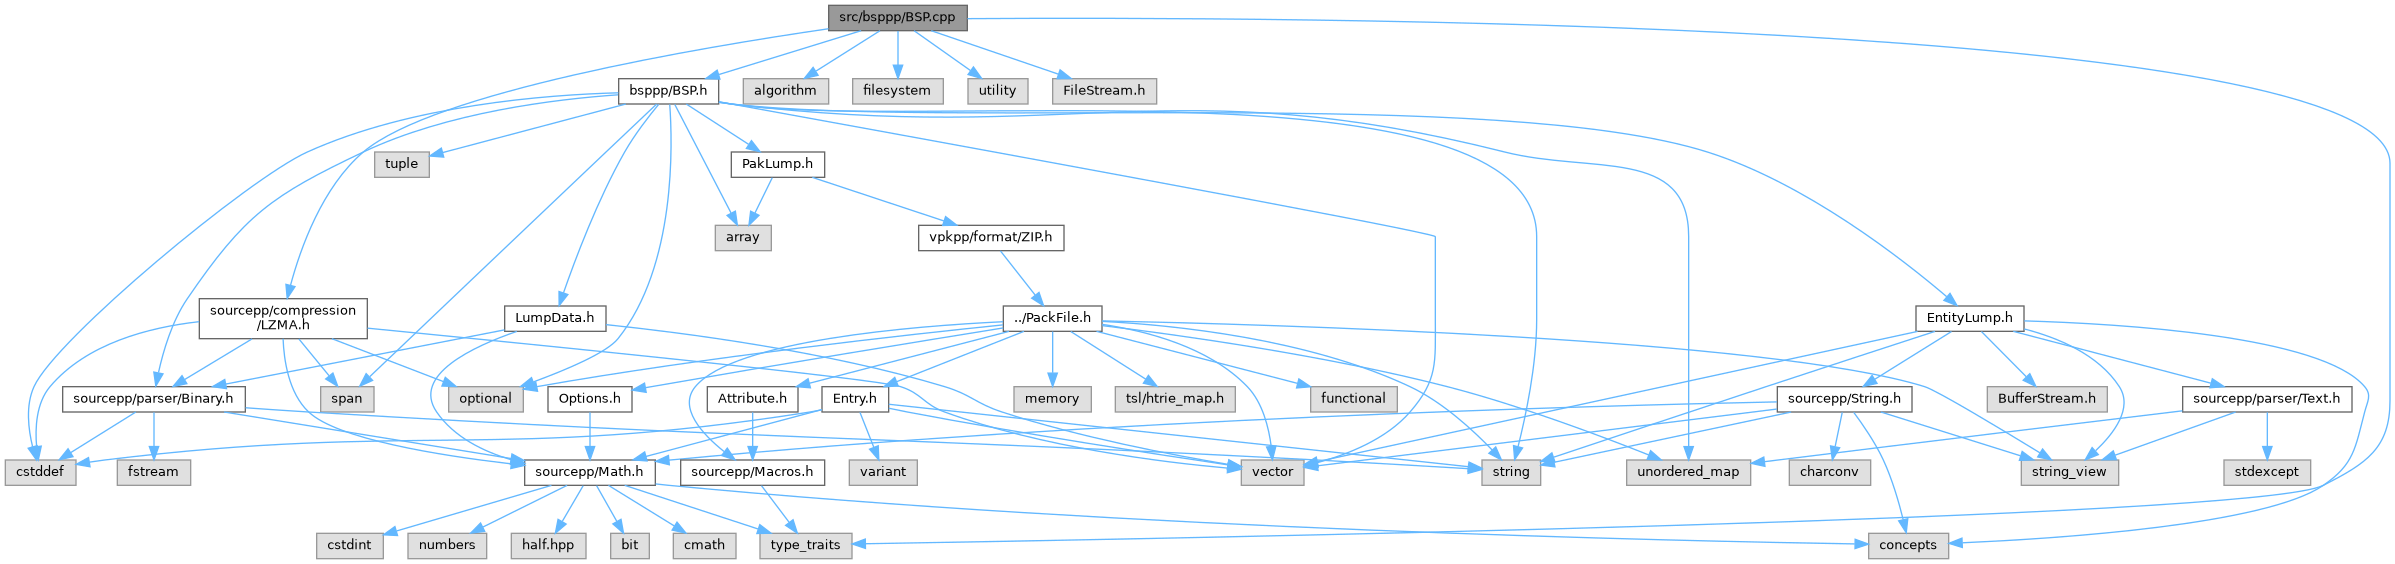 src/bsppp/BSP.cpp
bsppp/BSP.h
algorithm
filesystem
utility
FileStream.h
tuple
PakLump.h
array
vpkpp/format/ZIP.h
sourcepp/compression
/LZMA.h
LumpData.h
../PackFile.h
EntityLump.h
sourcepp/parser/Binary.h
span
optional
Options.h
Attribute.h
Entry.h
memory
tsl/htrie_map.h
functional
sourcepp/String.h
BufferStream.h
sourcepp/parser/Text.h
cstddef
fstream
sourcepp/Math.h
sourcepp/Macros.h
variant
vector
string
unordered_map
charconv
string_view
stdexcept
cstdint
numbers
half.hpp
bit
cmath
type_traits
concepts